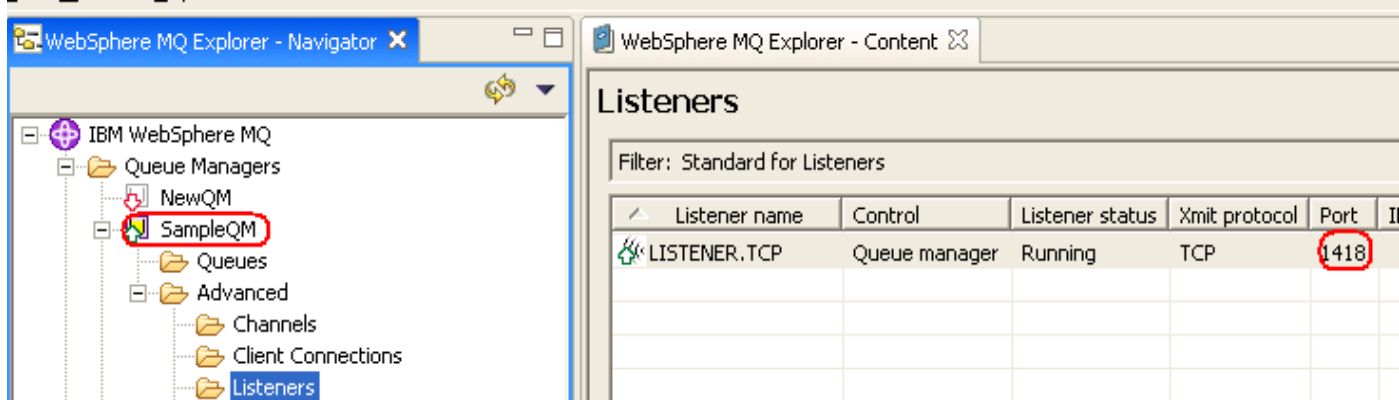 WebSphere MQ Explorer - Navigator
IBM WebSphere MQ
Queue Managers
NewQM
SampleQM
Queues
Advanced
Channels
Client Connections
Listeners
WebSphere MQ Explorer - Content
Listeners
Filter: Standard for Listeners
Listener name Control Listener status Xmit protocol Port
LISTENER.TCP Queue manager Running TCP 1418